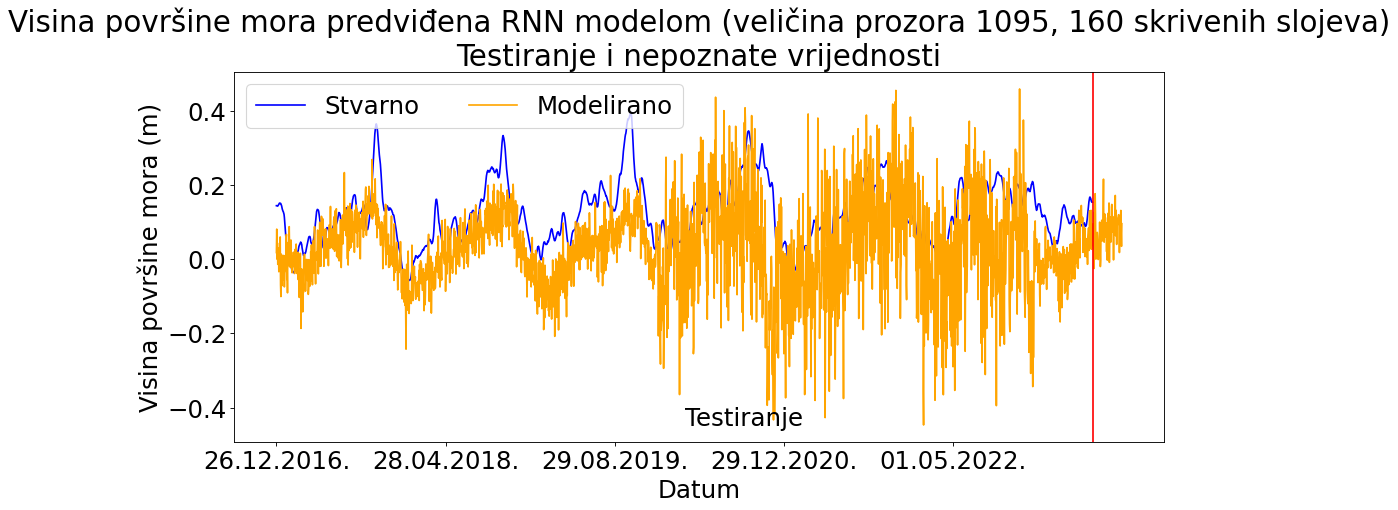 Visina površine mora predviđena RNN modelom (veličina prozora 1095, 160 skrivenih slojeva)
Testiranje i nepoznate vrijednosti
Stvarno Modelirano
Visina površine mora (m)
0.4
0.2
0.0
−0.2
−0.4
Testiranje
26.12.2016. 28.04.2018. 29.08.2019. 29.12.2020. 01.05.2022.
Datum